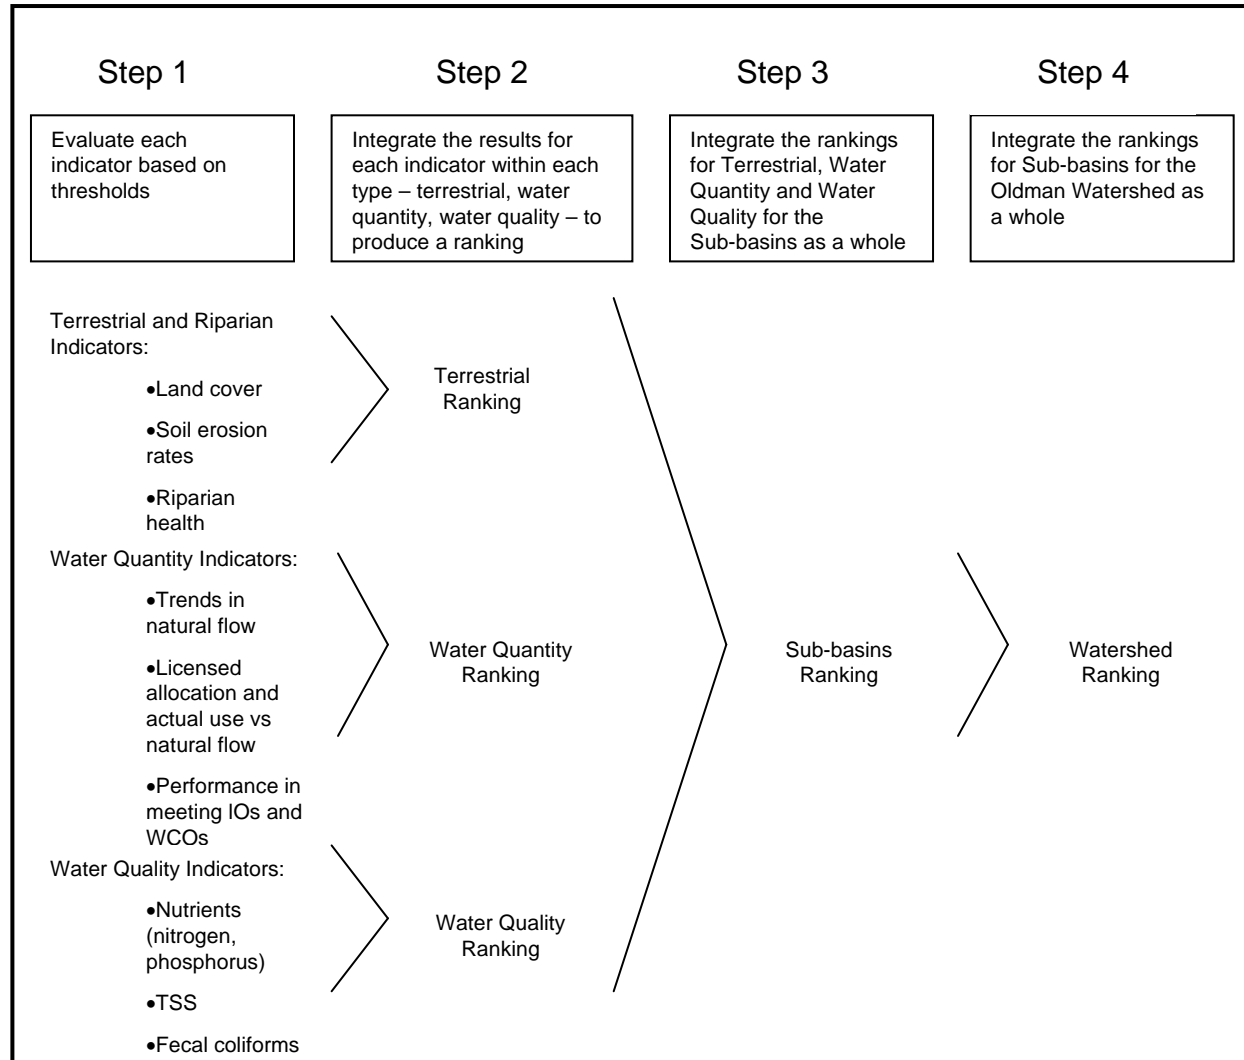 Step 1
Step 2
Step 3
Step 4
Evaluate each
indicator based on
thresholds
Integrate the results for
each indicator within each
type – terrestrial, water
quantity, water quality – to
produce a ranking
Integrate the rankings
for Terrestrial, Water
Quantity and Water
Quality for the
Sub-basins as a whole
Integrate the rankings
for Sub-basins for the
Oldman Watershed as
a whole
Terrestrial and Riparian
Indicators:
•Land cover
•Soil erosion
rates
•Riparian
health
Terrestrial
Ranking
Water Quantity Indicators:
•Trends in
natural flow
•Licensed
allocation and
actual use vs
natural flow
•Performance in
meeting IOs and
WCOs
Water Quantity
Ranking
Sub-basins
Ranking
Watershed
Ranking
Water Quality Indicators:
•Nutrients
(nitrogen,
phosphorus)
•TSS
•Fecal coliforms
Water Quality
Ranking